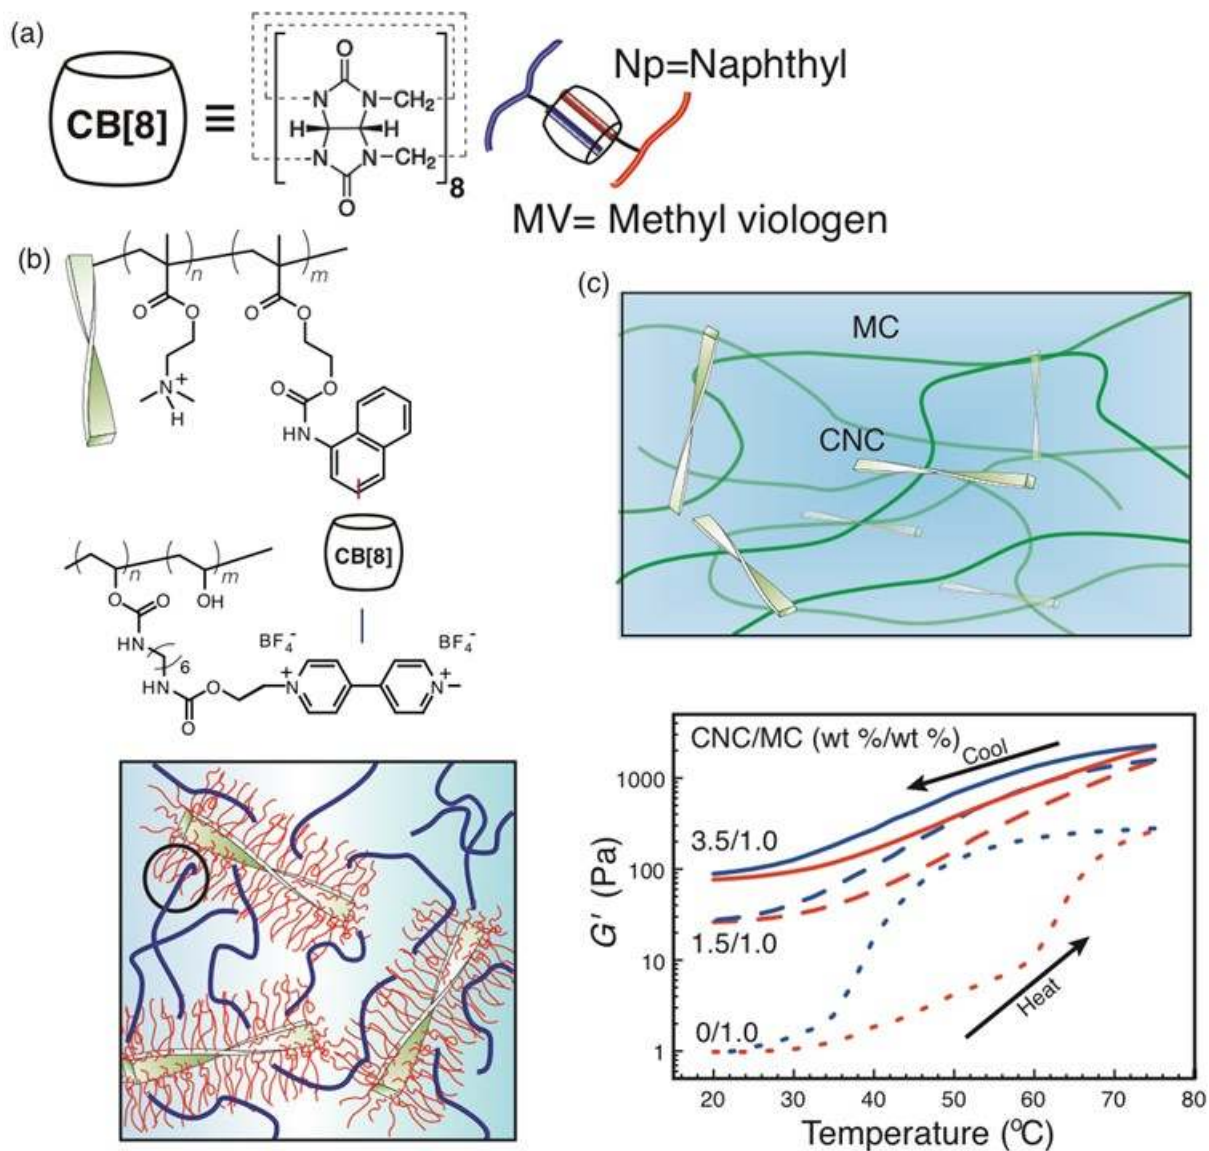 (a)
CB[8]
≡
O
N
N
CH₂
H
H
N
N
CH₂
O
8
Np=Naphthyl
MV= Methyl viologen
(b)
n
m
O
O
O
O
N
+
H
O
O
HN
CB[8]
n
m
O
O
OH
HN
6
HN
O
O
BF₄⁻
BF₄⁻
N
+
N
+
(c)
MC
CNC
CNC/MC (wt %/wt %)
Cool
3.5/1.0
1.5/1.0
0/1.0
Heat
1000
100
10
1
G' (Pa)
20 30 40 50 60 70 80
Temperature (°C)